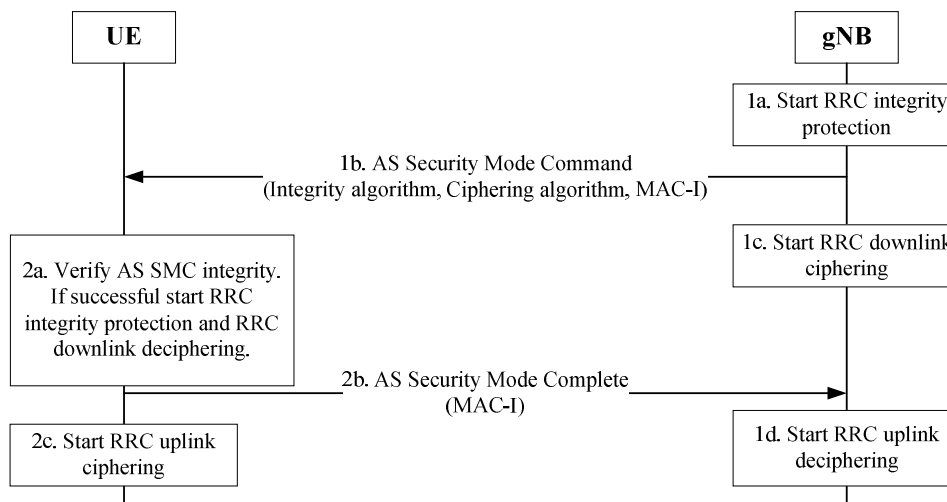 UE
gNB
1a. Start RRC integrity
protection
1b. AS Security Mode Command
(Integrity algorithm, Ciphering algorithm, MAC-I)
1c. Start RRC downlink
ciphering
2a. Verify AS SMC integrity.
If successful start RRC
integrity protection and RRC
downlink deciphering.
2b. AS Security Mode Complete
(MAC-I)
2c. Start RRC uplink
ciphering
1d. Start RRC uplink
deciphering